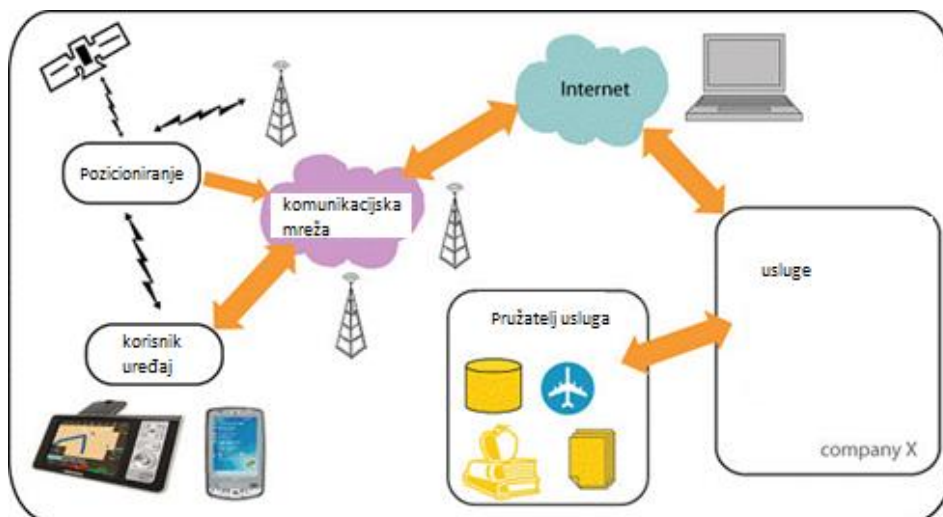 Internet
Pozicioniranje
komunikacijska
mreža
usluge
Pružatelj usluga
korisnik
uređaj
company X